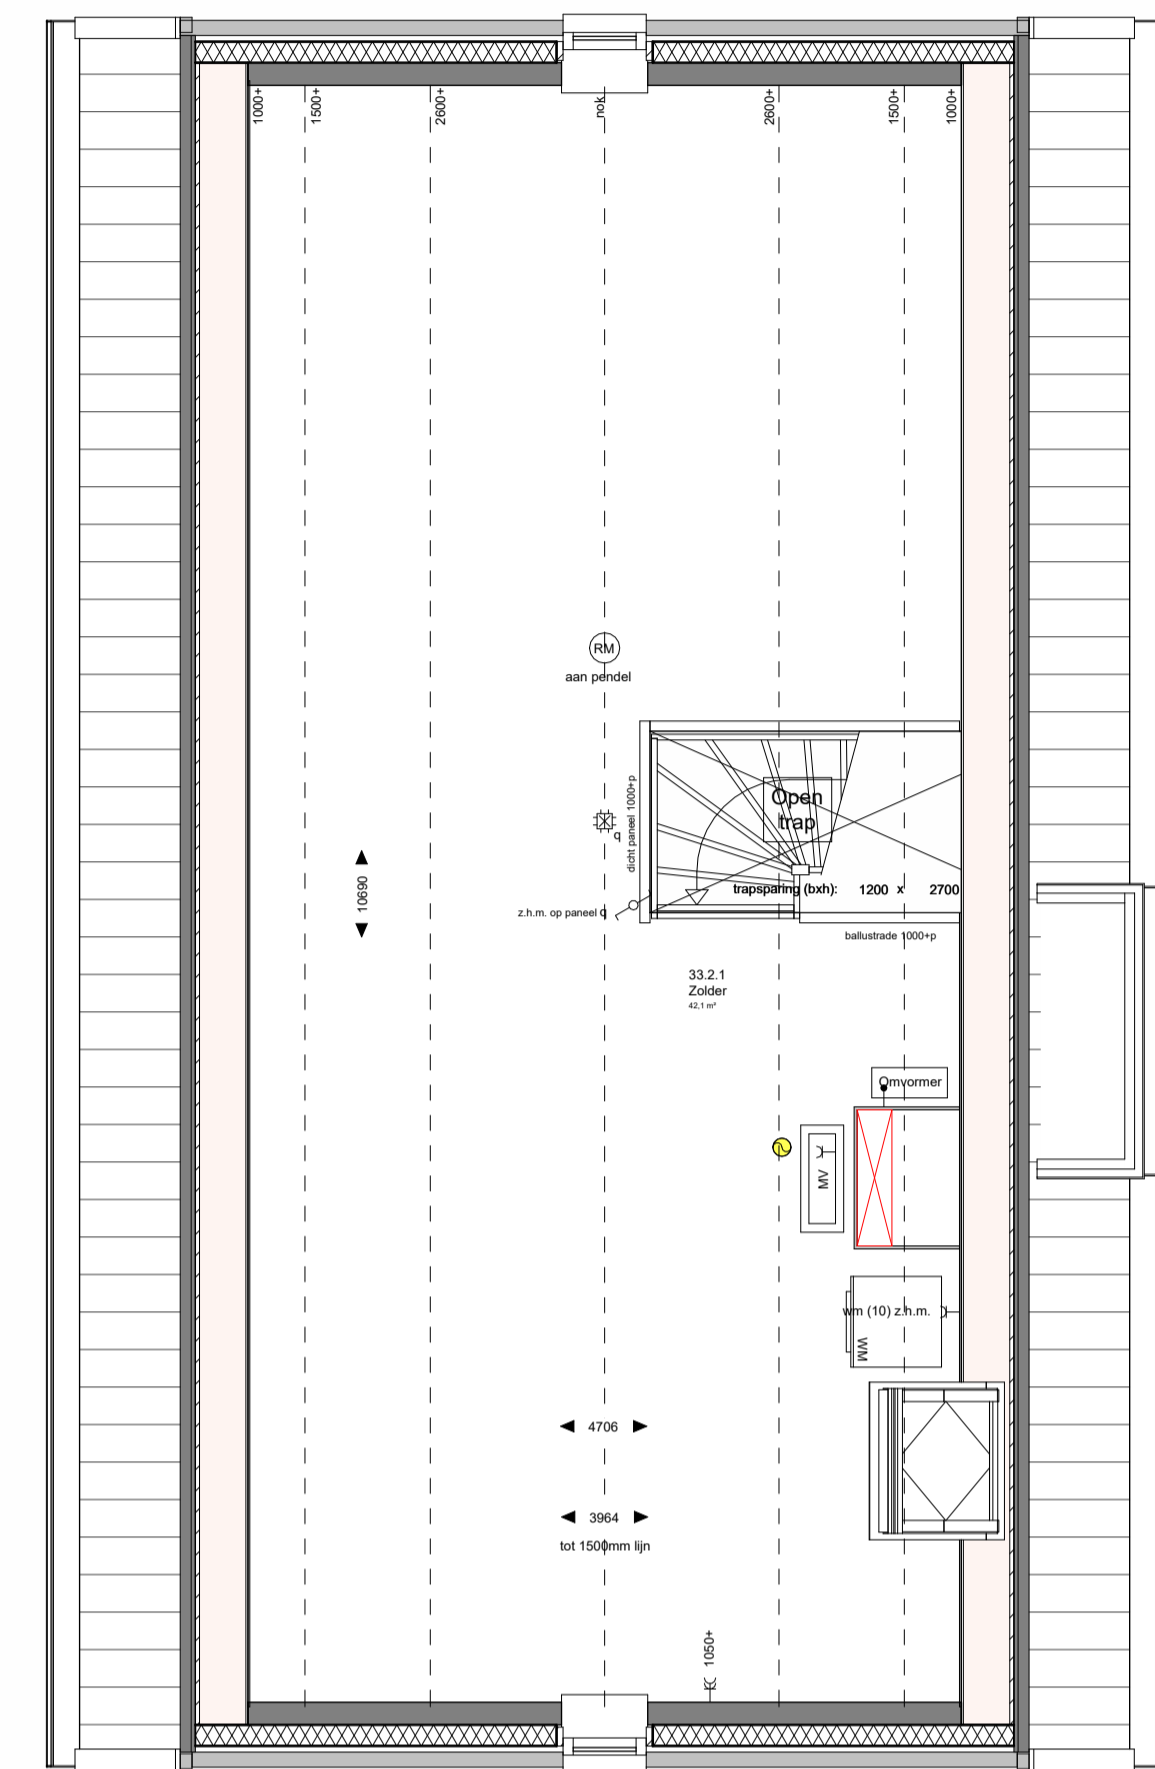 1000+
1500+
2600+
nok
2600+
1500+
1000+
RM
aan pendel
Open
trap
dicht paneel 1000+p
q
10690
trapsparing (bxh): 1200 x 2700
z.h.m. op paneel q
ballustrade 1000+p
33.2.1
Zolder
42,1 m²
Omvormer
MV
wm (10) z.h.m.
WM
4706
3964
tot 1500mm lijn
1050+